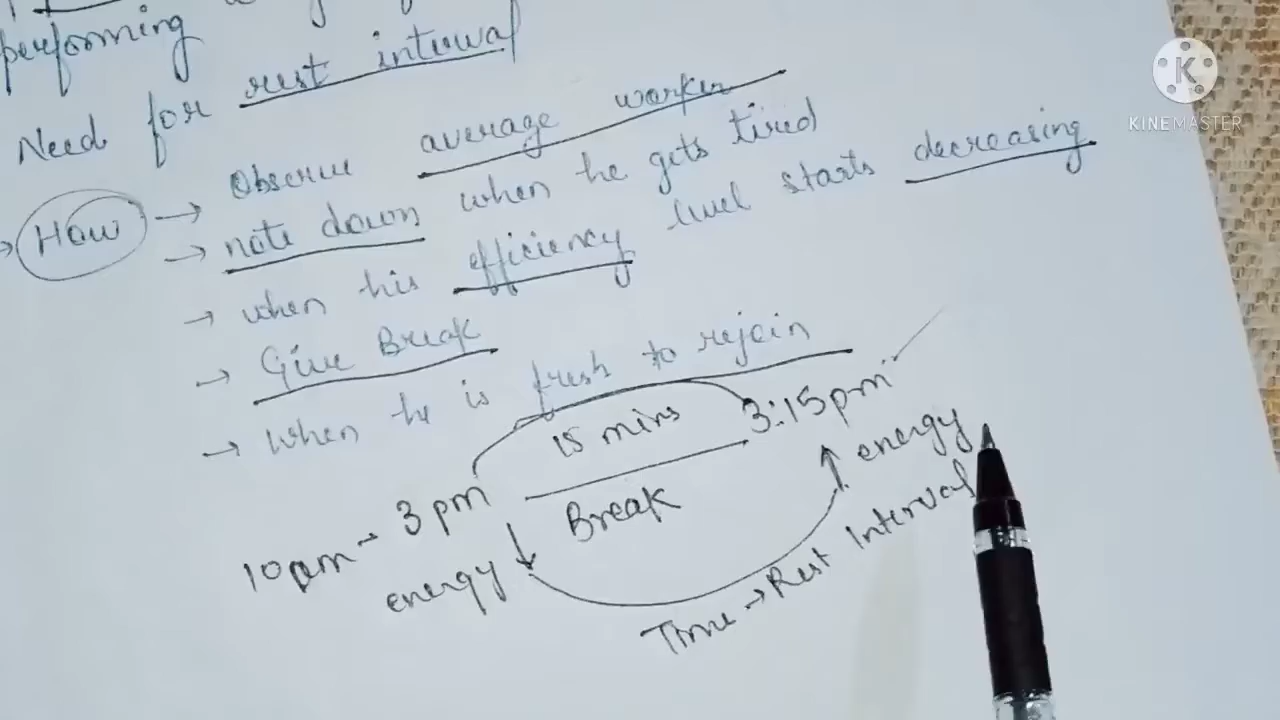 performing
Need for rest interval
How → Observe average worker
→ note down when he gets tired
→ when his efficiency level starts decreasing
→ Give Break
→ when he is fresh to rejoin
10am - 3pm 15 mins 3:15pm
Break
energy ↓ ↑ energy
Time → Rest Interval
K
KINEMASTER